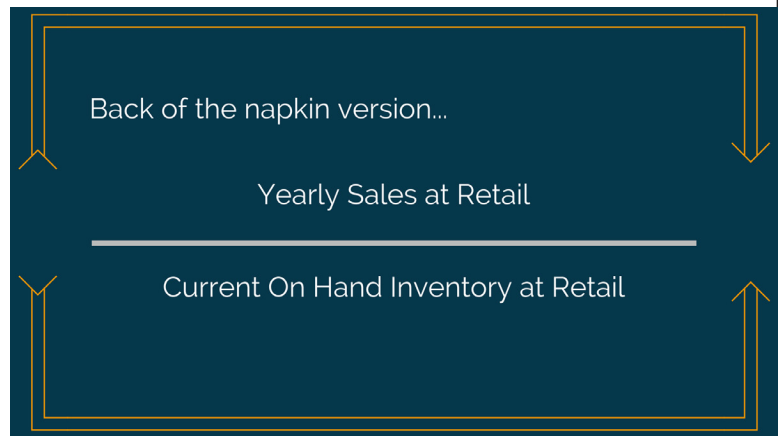 Back of the napkin version...
Yearly Sales at Retail
Current On Hand Inventory at Retail